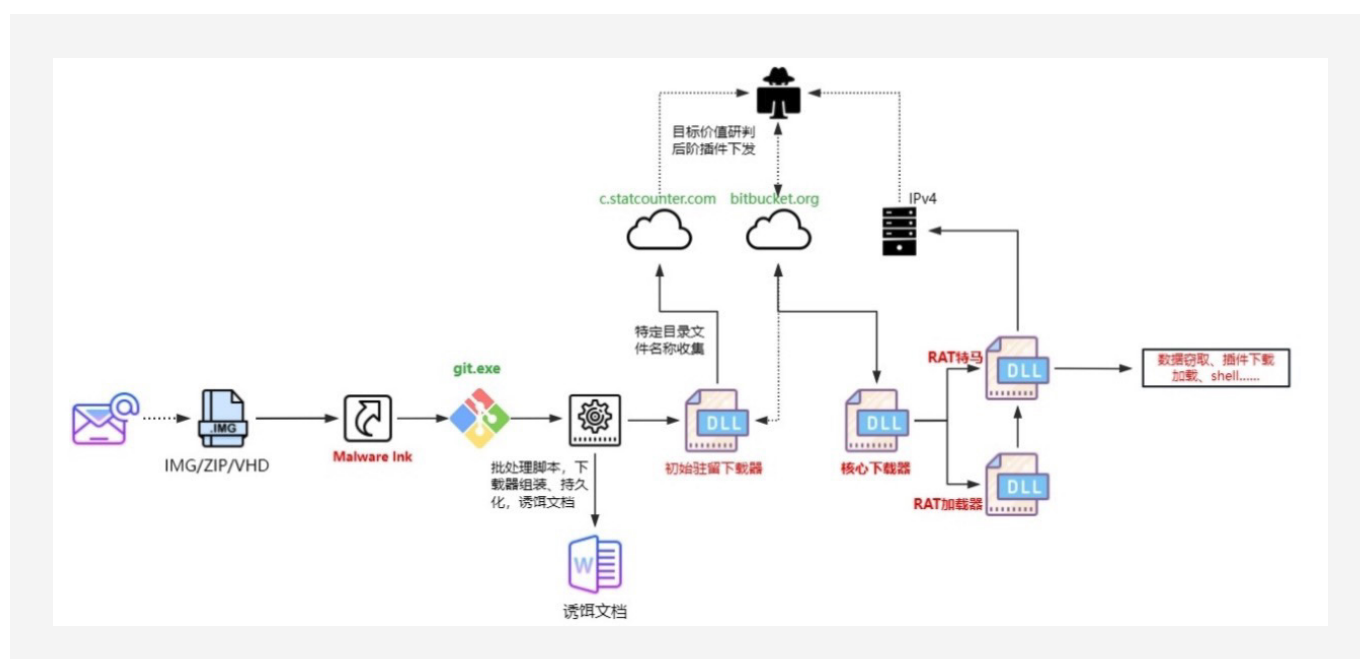 目标价值研判
后阶插件下发
c.statcounter.com
bitbucket.org
IPv4
特定目录文
件名称收集
git.exe
.IMG
IMG/ZIP/VHD
Malware lnk
批处理脚本，下
载器组装、持久
化，诱饵文档
W
诱饵文档
DLL
初始驻留下载器
DLL
核心下载器
RAT特马
DLL
RAT加载器
DLL
数据窃取、插件下载
加载、shell......